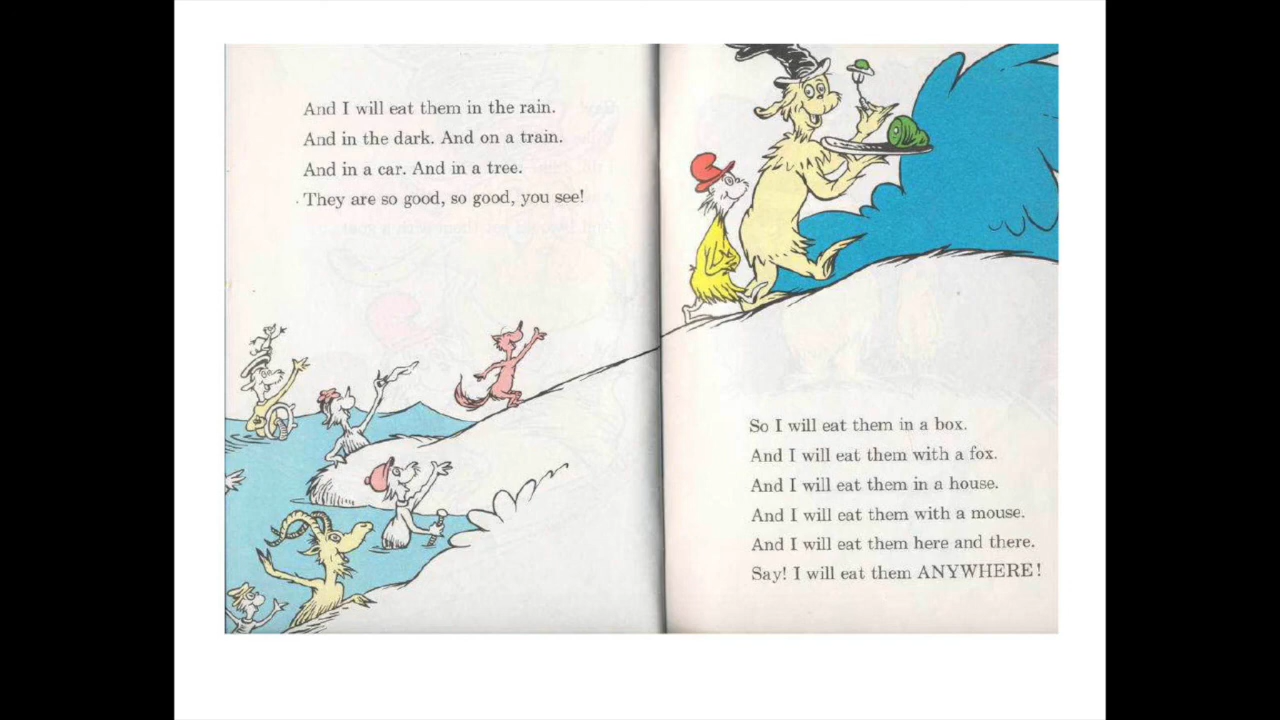 And I will eat them in the rain.
And in the dark. And on a train.
And in a car. And in a tree.
They are so good, so good, you see!
So I will eat them in a box.
And I will eat them with a fox.
And I will eat them in a house.
And I will eat them with a mouse.
And I will eat them here and there.
Say! I will eat them ANYWHERE!